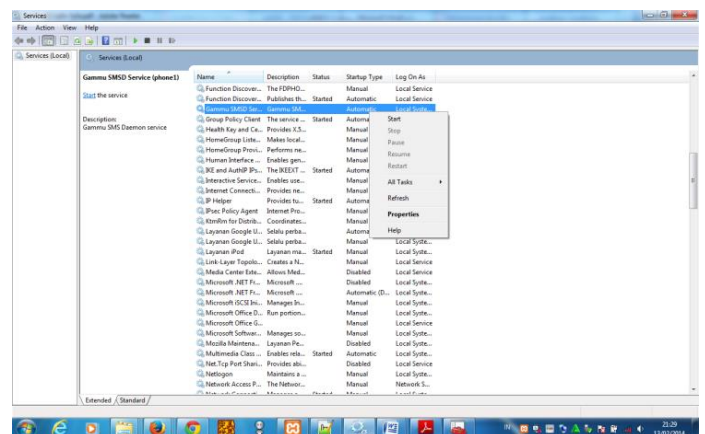 Services
File Action View Help
Services (Local)
Services (Local)
Gammu SMSD Service (phone1)
Start the service
Description:
Gammu SMS Daemon service
Name Description Status Startup Type Log On As
Function Discover... The FDPHO... Manual Local Service
Function Discover... Publishes th... Started Automatic Local Service
Gammu SMSD Ser... Gammu SM... Automatic Local Syste...
Group Policy Client The service ... Started Automa
Health Key and Ce... Provides X.5... Manual
HomeGroup Liste... Makes local... Manual
HomeGroup Provi... Performs ne... Manual
Human Interface ... Enables gen... Manual
IKE and AuthIP IPs... The IKEEXT ... Started Automa
Interactive Service... Enables use... Manual
Internet Connecti... Provides ne... Manual
IP Helper Provides tu... Started Automa
IPsec Policy Agent Internet Pro... Manual
KtmRm for Distrib... Coordinates... Manual
Layanan Google U... Selalu perba... Automa
Layanan Google U... Selalu perba... Manual Local Syste...
Layanan iPod Layanan ma... Started Manual Local Syste...
Link-Layer Topolo... Creates a N... Manual Local Service
Media Center Exte... Allows Med... Disabled Local Service
Microsoft .NET Fr... Microsoft .... Disabled Local Syste...
Microsoft .NET Fr... Microsoft .... Automatic (D... Local Syste...
Microsoft iSCSI Ini... Manages In... Manual Local Syste...
Microsoft Office D... Run portion... Manual Local Syste...
Microsoft Office G... Manual Local Service
Microsoft Softwar... Manages so... Manual Local Syste...
Mozilla Maintena... Layanan Pe... Disabled Local Syste...
Multimedia Class ... Enables rela... Started Automatic Local Syste...
Net.Tcp Port Shari... Provides abi... Disabled Local Service
Netlogon Maintains a ... Manual Local Syste...
Network Access P... The Networ... Manual Network S...
Start
Stop
Pause
Resume
Restart
All Tasks
Refresh
Properties
Help
Extended Standard
IN
21:29